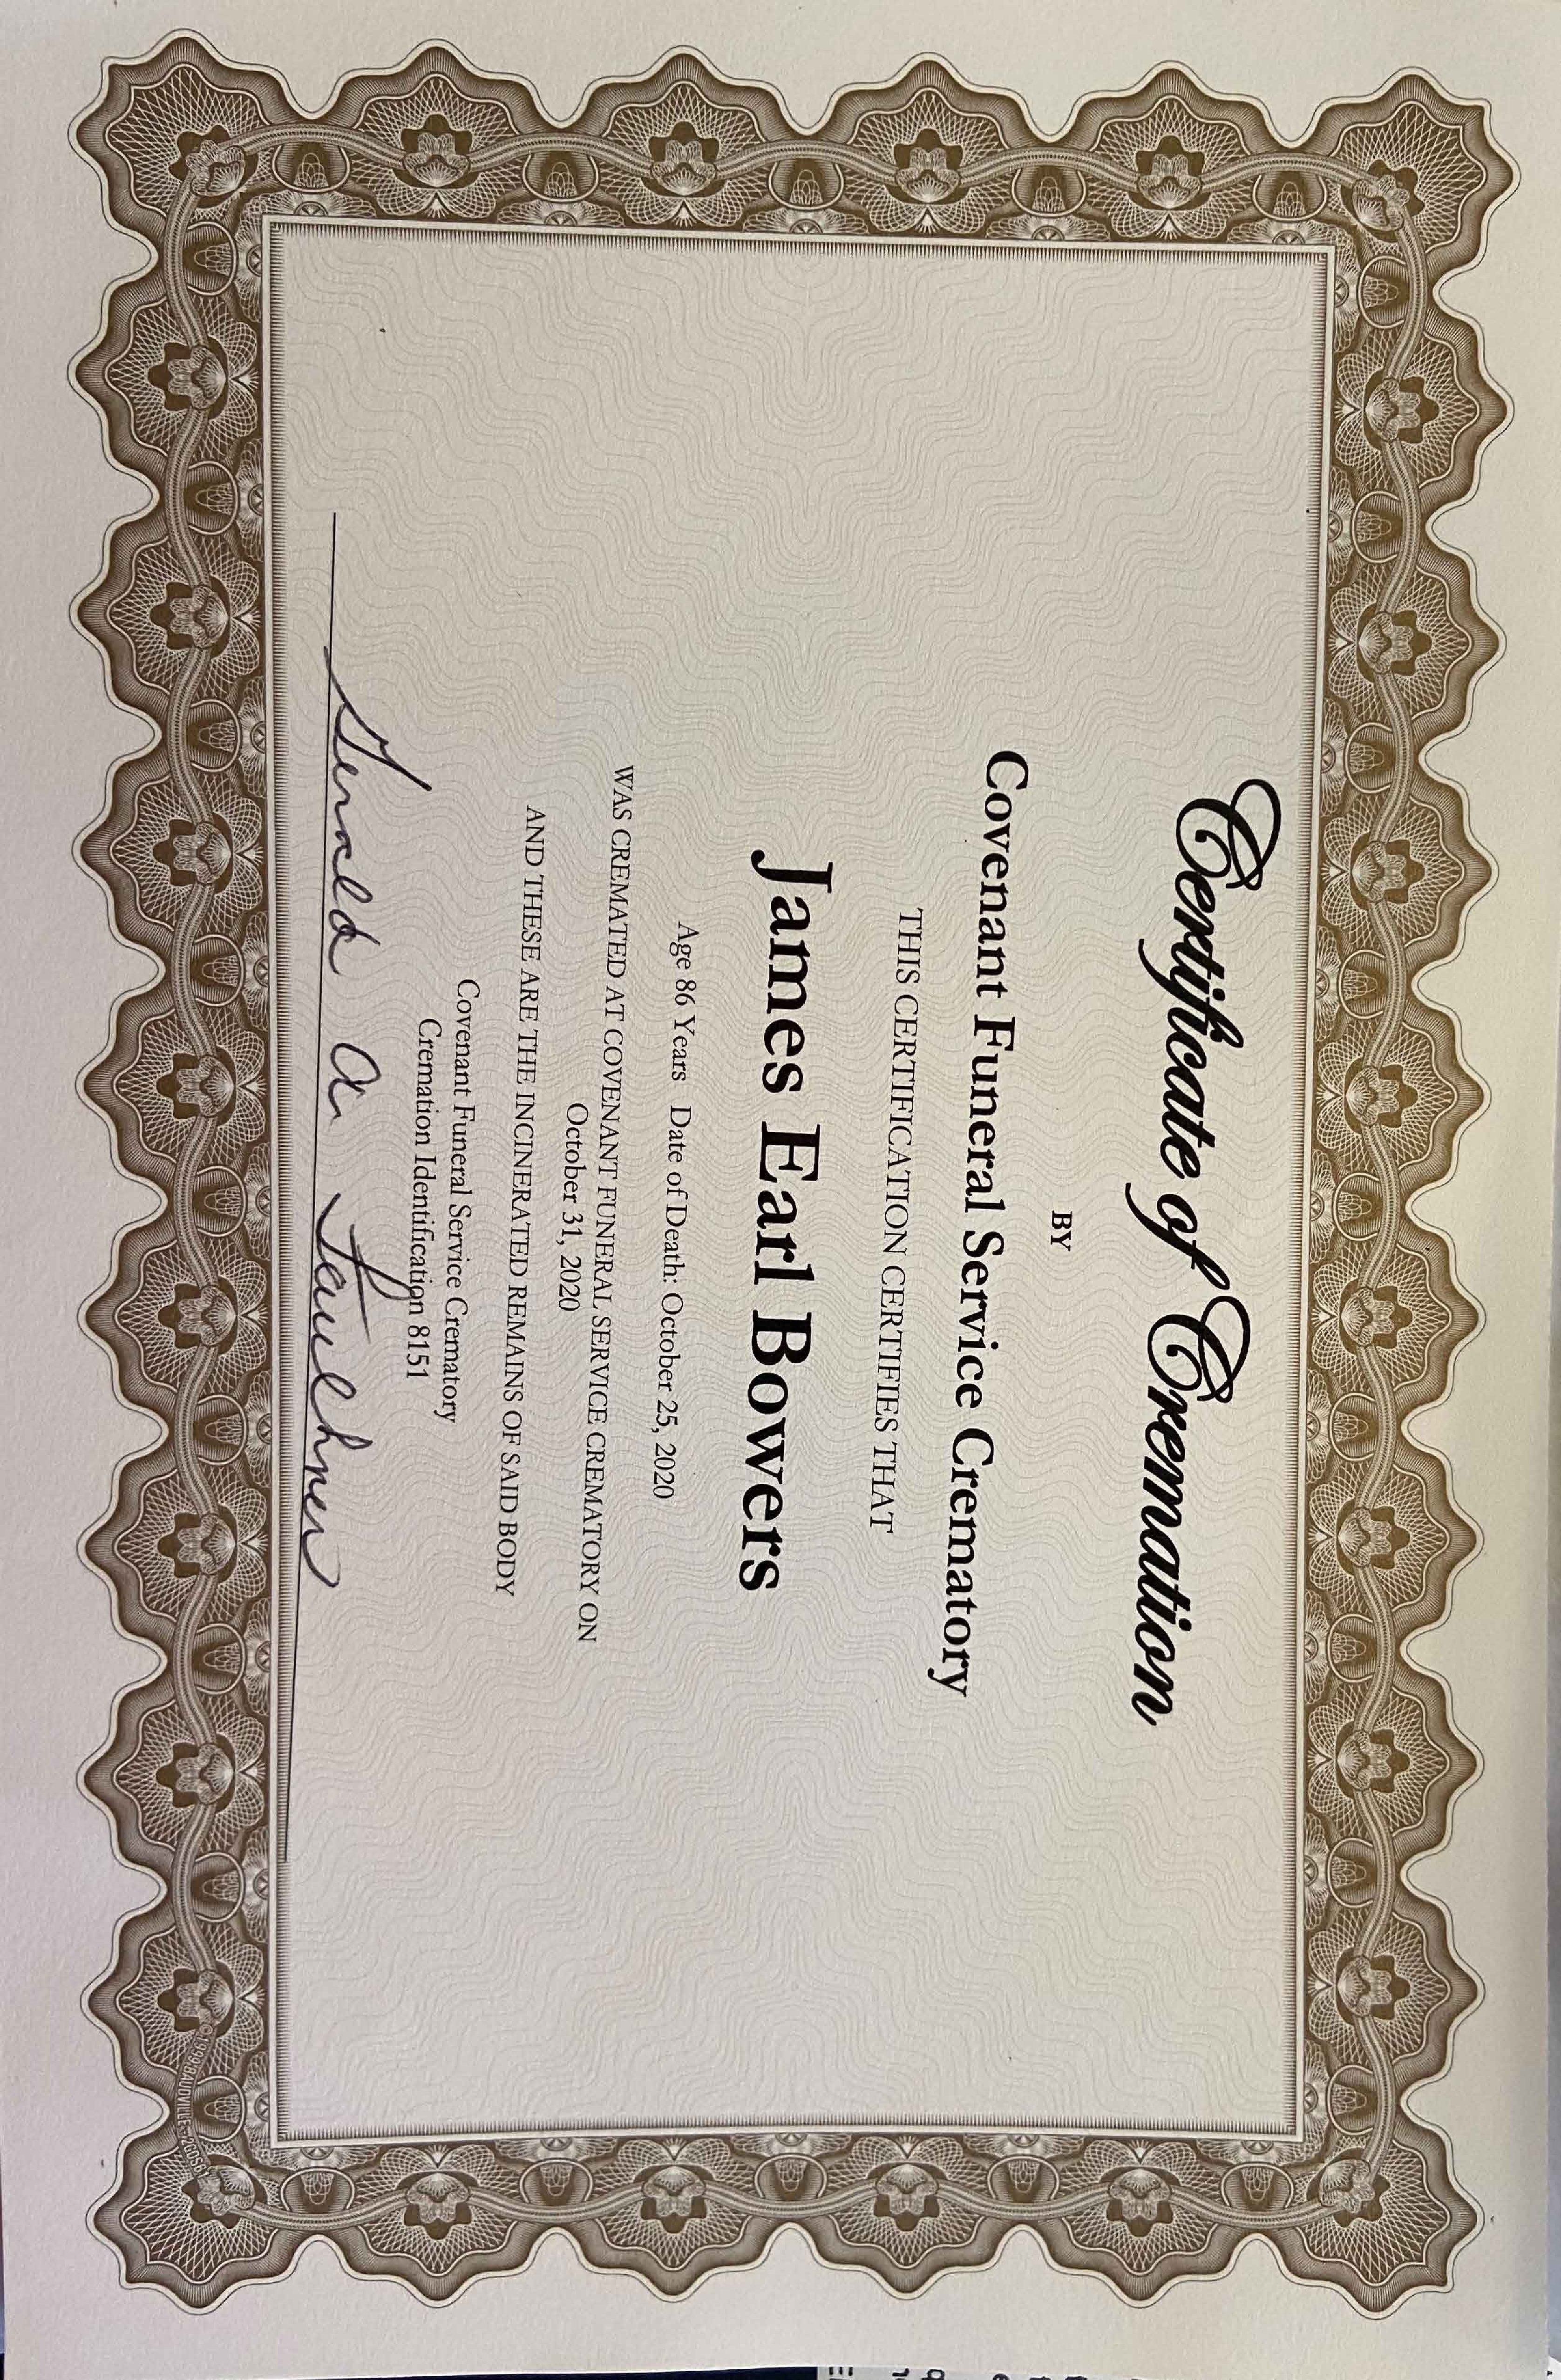 Certificate of Cremation
BY
Covenant Funeral Service Crematory
THIS CERTIFICATION CERTIFIES THAT
James Earl Bowers
Age 86 Years Date of Death: October 25, 2020
WAS CREMATED AT COVENANT FUNERAL SERVICE CREMATORY ON
October 31, 2020
AND THESE ARE THE INCINERATED REMAINS OF SAID BODY
Covenant Funeral Service Crematory
Cremation Identification 8151
Gerald A.